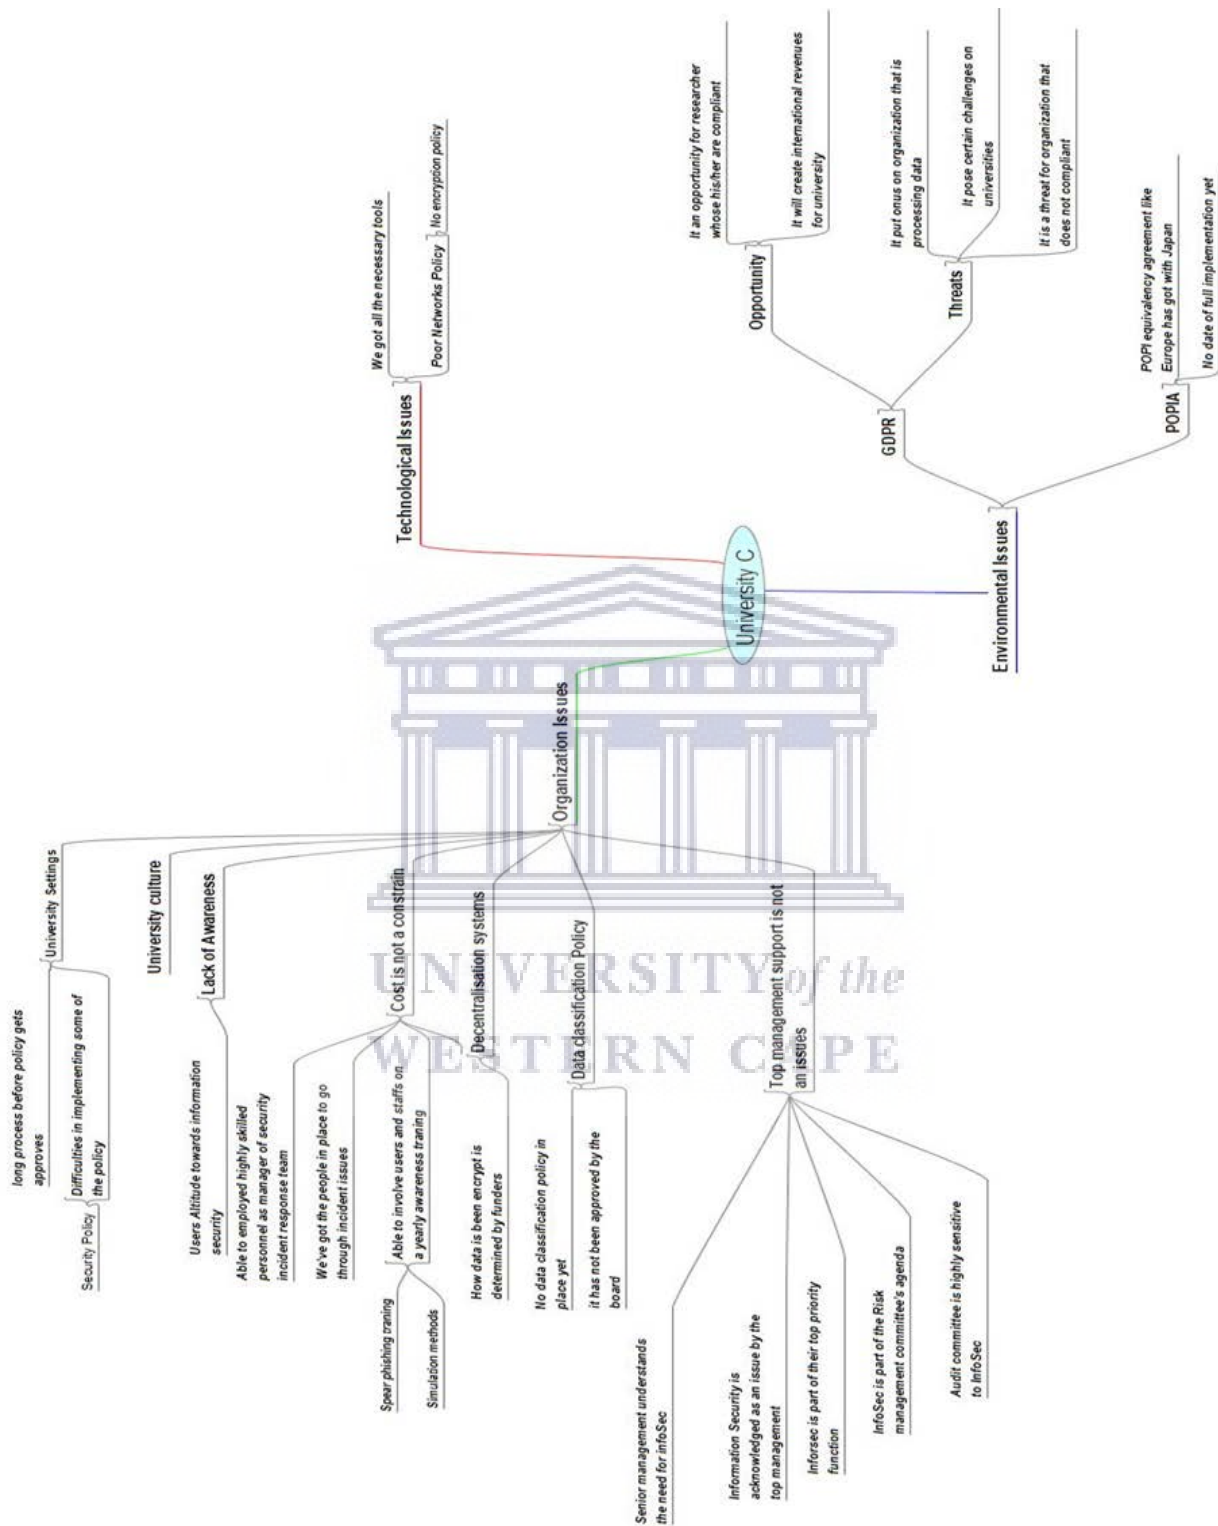 University C
Technological Issues
We got all the necessary tools
Poor Networks Policy
No encryption policy
Organization Issues
University Settings
long process before policy gets
approves
Difficulties in implementing some of
the policy
Security Policy
University culture
Lack of Awareness
Users Altitude towards information
security
Cost is not a constrain
Able to employed highly skilled
personnel as manager of security
incident response team
We've got the people in place to go
through incident issues
Able to involve users and staffs on
a yearly awareness traning
Spear phishing traning
Simulation methods
Decentralisation systems
How data is been encrypt is
determined by funders
Data classification Policy
No data classification policy in
place yet
it has not been approved by the
board
Top management support is not
an issues
Senior management understands
the need for infoSec
Information Security is
acknowledged as an issue by the
top management
Inforsec is part of their top priority
function
InfoSec is part of the Risk
management committee's agenda
Audit committee is highly sensitive
to InfoSec
Environmental Issues
GDPR
Opportunity
It an opportunity for researcher
whose his/her are compliant
It will create international revenues
for university
Threats
It put onus on organization that is
processing data
It pose certain challenges on
universities
It is a threat for organization that
does not compliant
POPIA
POPI equivalency agreement like
Europe has got with Japan
No date of full implementation yet
UNIVERSITY of the
WESTERN CAPE